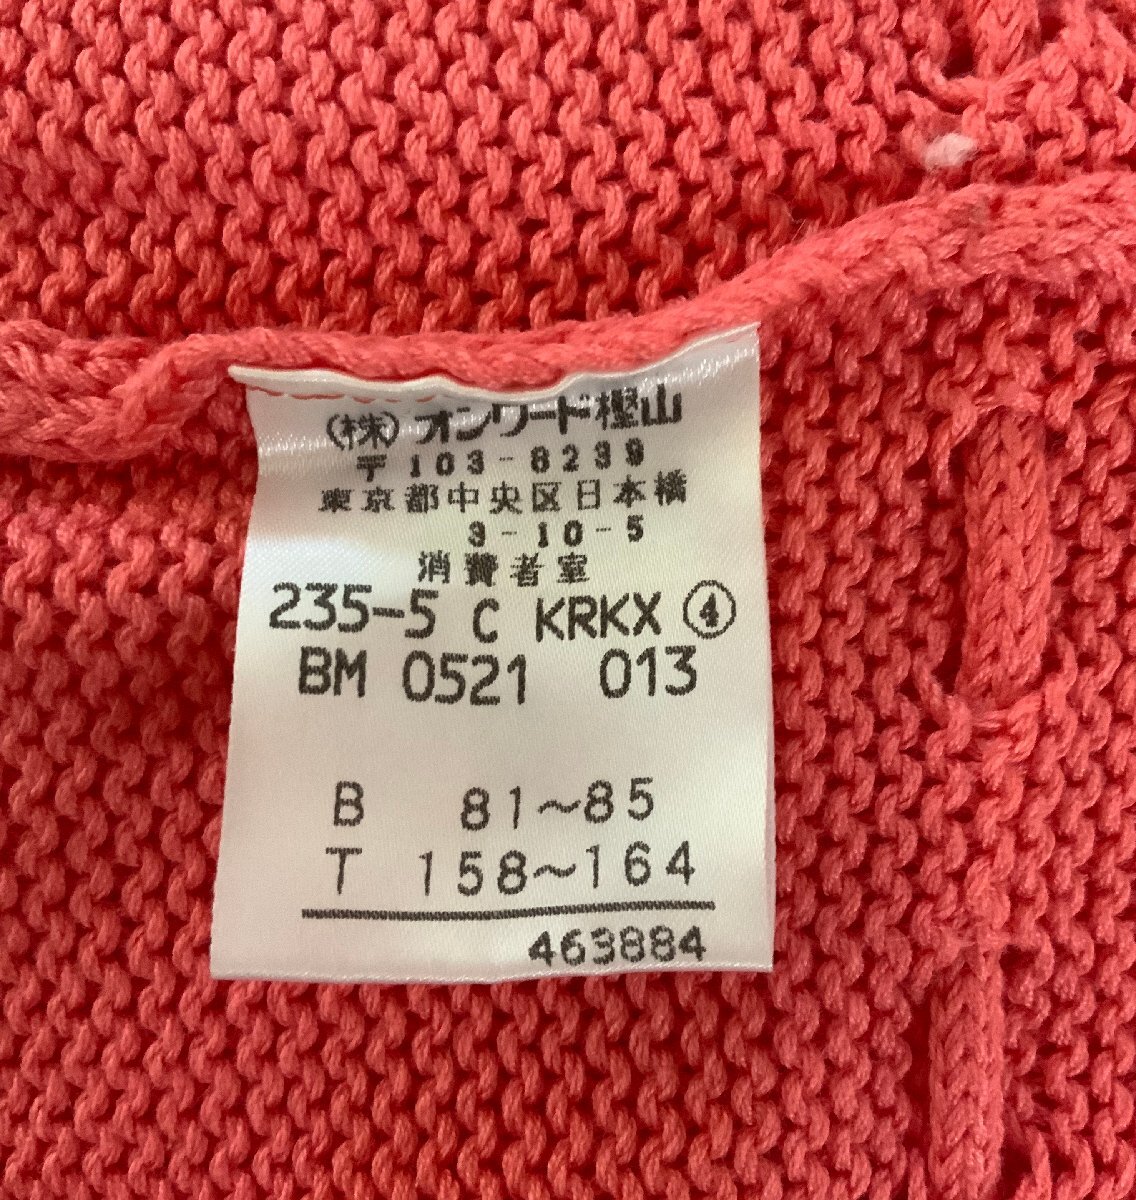 (株)オンワード樫山
〒103-8239
東京都中央区日本橋
3-10-5
消費者室
235-5 C KRKX ④
BM 0521 013
B 81～85
T 158～164
463884